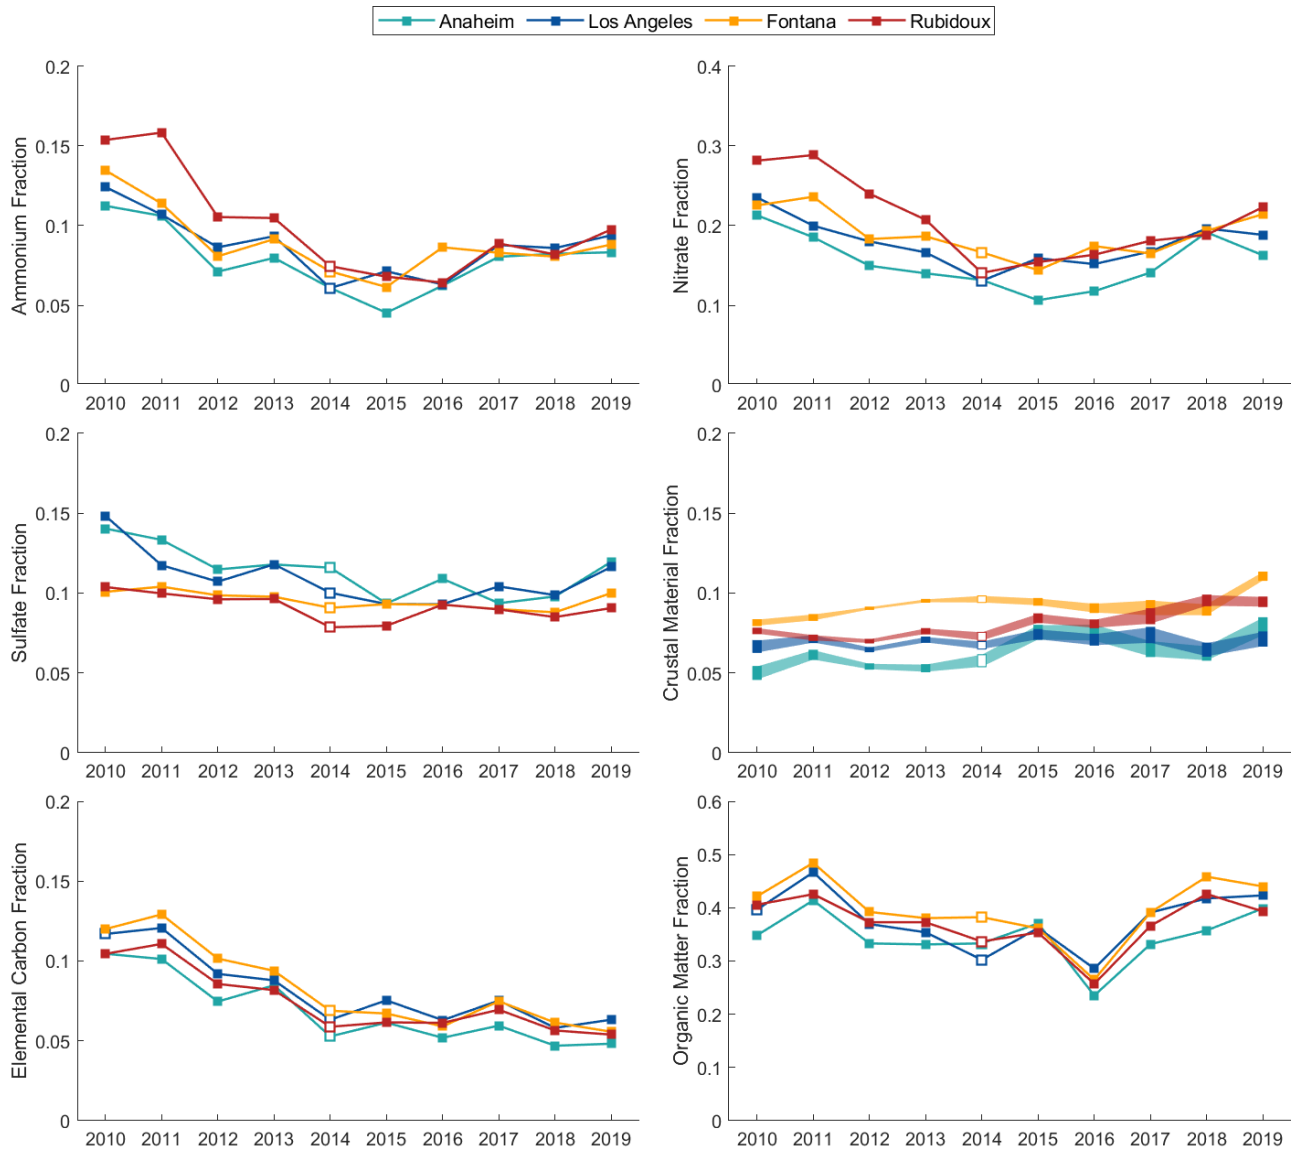 Anaheim Los Angeles Fontana Rubidoux
Ammonium Fraction
0.2
0.15
0.1
0.05
0
2010 2011 2012 2013 2014 2015 2016 2017 2018 2019
Nitrate Fraction
0.4
0.3
0.2
0.1
0
2010 2011 2012 2013 2014 2015 2016 2017 2018 2019
Sulfate Fraction
0.2
0.15
0.1
0.05
0
2010 2011 2012 2013 2014 2015 2016 2017 2018 2019
Crustal Material Fraction
0.2
0.15
0.1
0.05
0
2010 2011 2012 2013 2014 2015 2016 2017 2018 2019
Elemental Carbon Fraction
0.2
0.15
0.1
0.05
0
2010 2011 2012 2013 2014 2015 2016 2017 2018 2019
Organic Matter Fraction
0.6
0.5
0.4
0.3
0.2
0.1
0
2010 2011 2012 2013 2014 2015 2016 2017 2018 2019